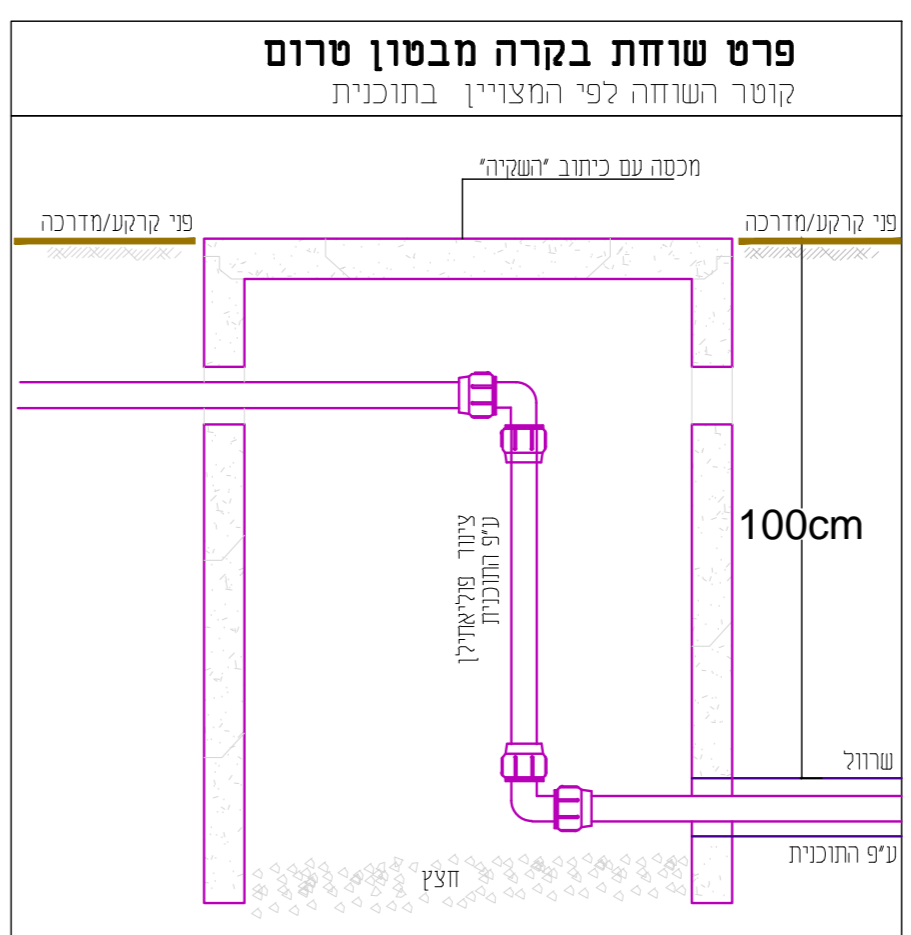 פרט שוחת בקרה מבטון טרום
קוטר השוחה לפי המצויין בתוכנית
מכסה עם כיתוב "השקיה"
פני קרקע/מדרכה
פני קרקע/מדרכה
100cm
צינור פוליאתילן
ע"פ התוכנית
שרוול
ע"פ התוכנית
חצץ